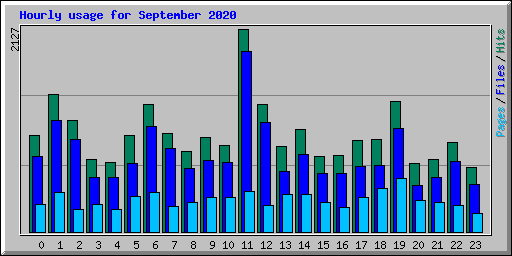 Hourly usage for September 2020
2127
Pages/Files/Hits
0 1 2 3 4 5 6 7 8 9 10 11 12 13 14 15 16 17 18 19 20 21 22 23